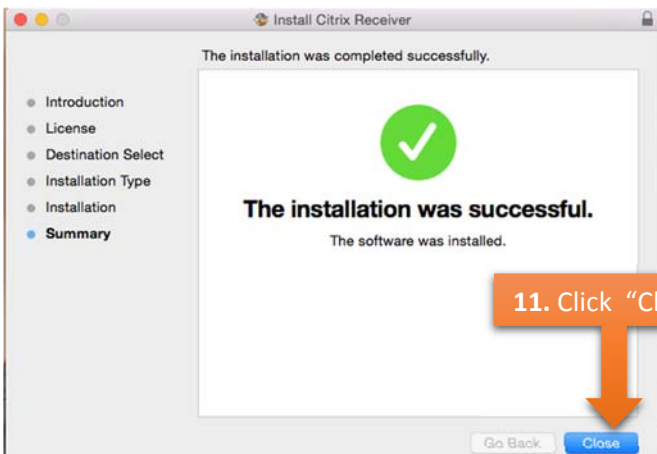 Install Citrix Receiver
The installation was completed successfully.
Introduction
License
Destination Select
Installation Type
Installation
Summary
The installation was successful.
The software was installed.
11. Click
Go Back
Close